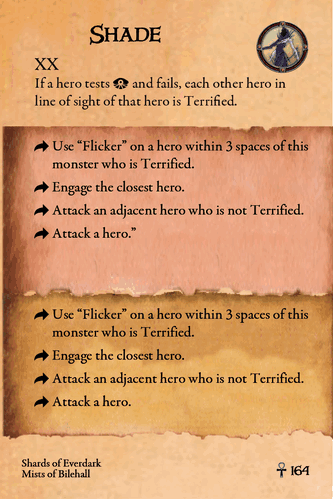 SHADE
XX
If a hero tests and fails, each other hero in
line of sight of that hero is Terrified.
Use “Flicker” on a hero within 3 spaces of this
monster who is Terrified.
Engage the closest hero.
Attack an adjacent hero who is not Terrified.
Attack a hero.”
Use “Flicker” on a hero within 3 spaces of this
monster who is Terrified.
Engage the closest hero.
Attack an adjacent hero who is not Terrified.
Attack a hero.
Shards of Everdark
Mists of Bilehall
164